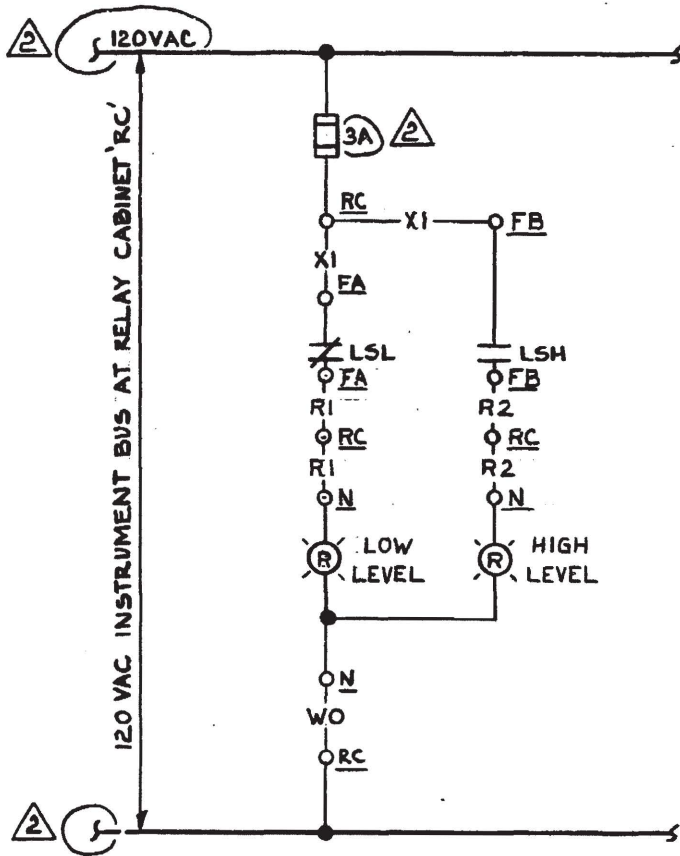 2 120VAC
3A 2
RC
X1 FB
X1
FA
LSL LSH
FA FB
R1 R2
RC RC
R1 R2
N N
R LOW LEVEL R HIGH LEVEL
N
WO
RC
2
120 VAC INSTRUMENT BUS AT RELAY CABINET 'RC'